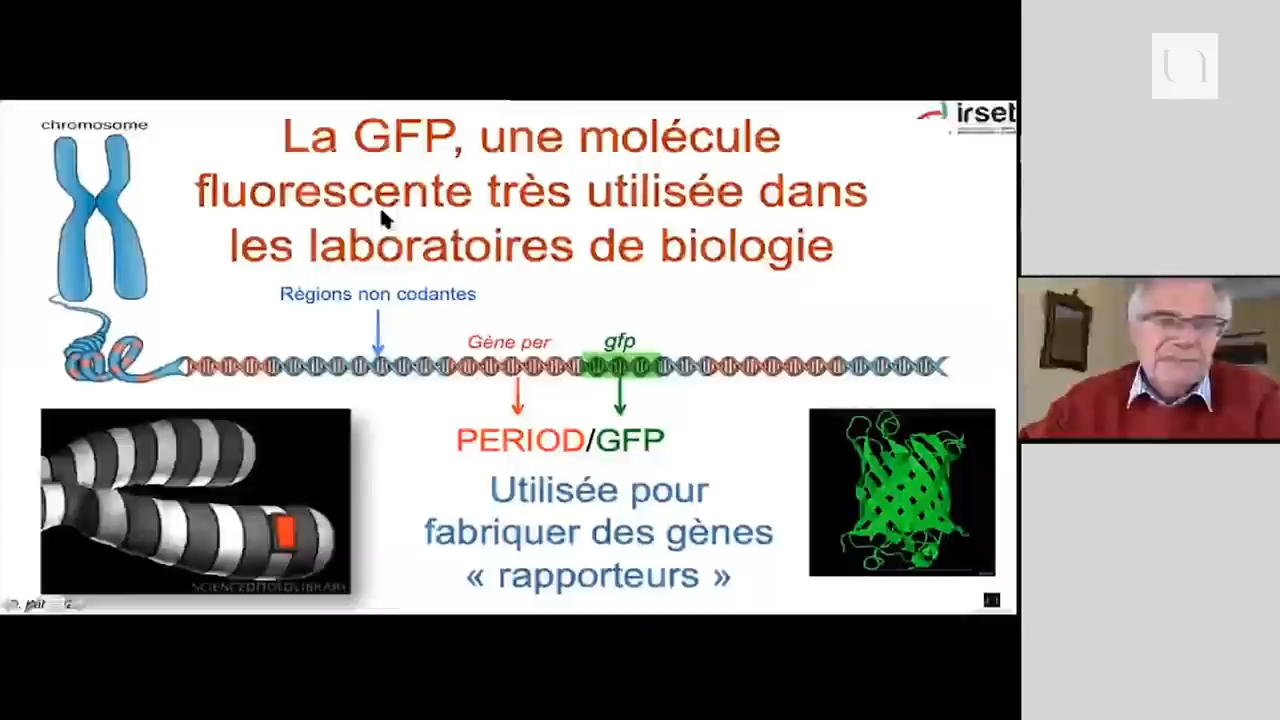 chromosome
irset
La GFP, une molécule
fluorescente très utilisée dans
les laboratoires de biologie
Régions non codantes
Gène per
gfp
PERIOD/GFP
Utilisée pour
fabriquer des gènes
« rapporteurs »